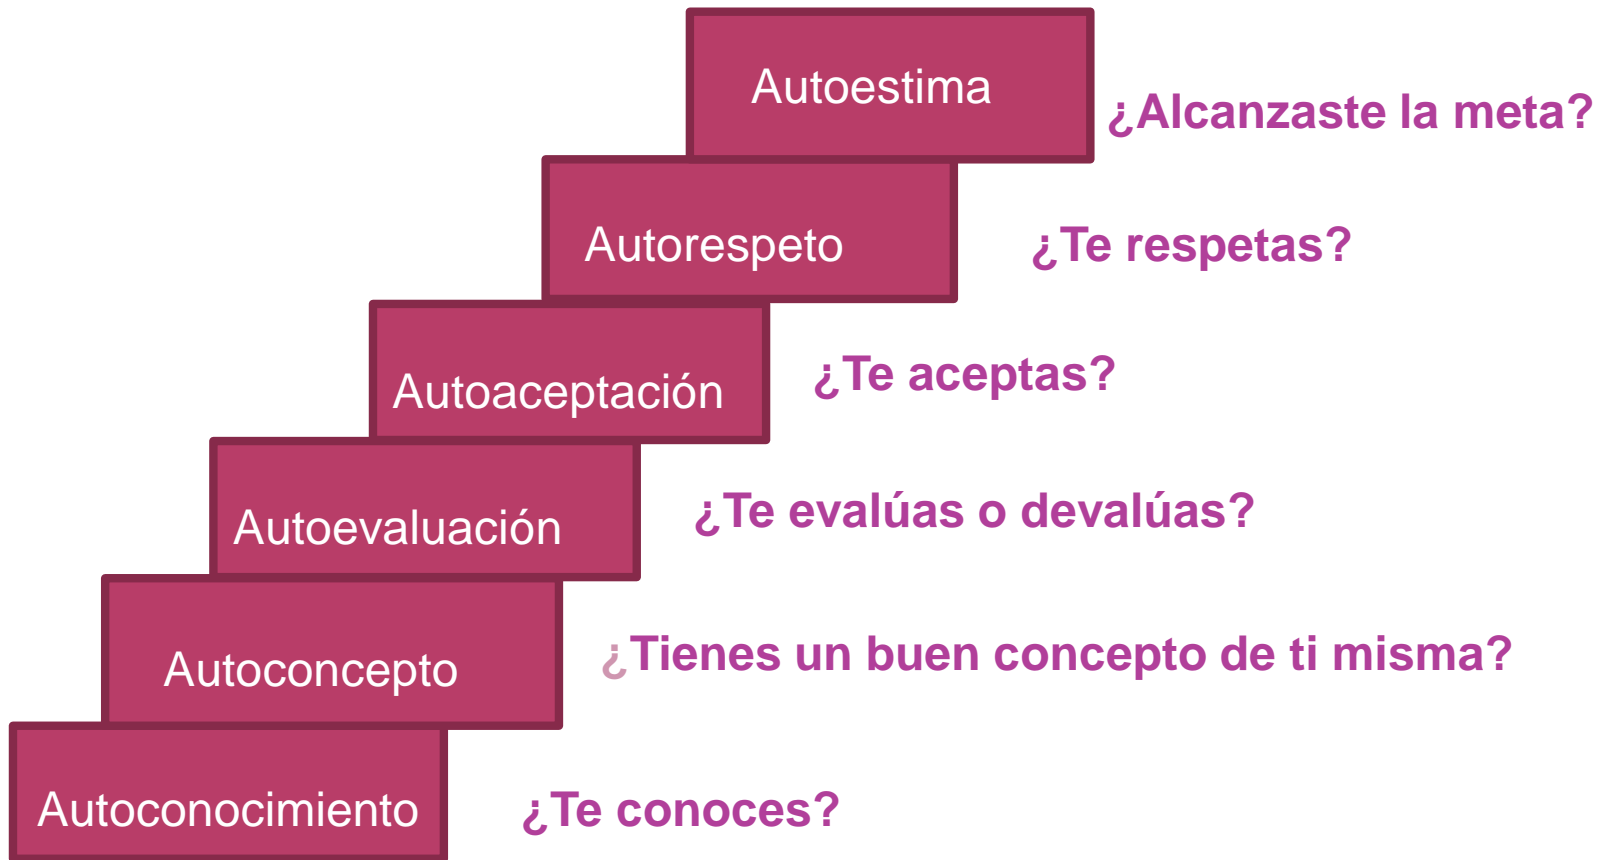 Autoestima
¿Alcanzaste la meta?
Autorespeto
¿Te respetas?
Autoaceptación
¿Te aceptas?
Autoevaluación
¿Te evalúas o devalúas?
Autoconcepto
¿Tienes un buen concepto de ti misma?
Autoconocimiento
¿Te conoces?